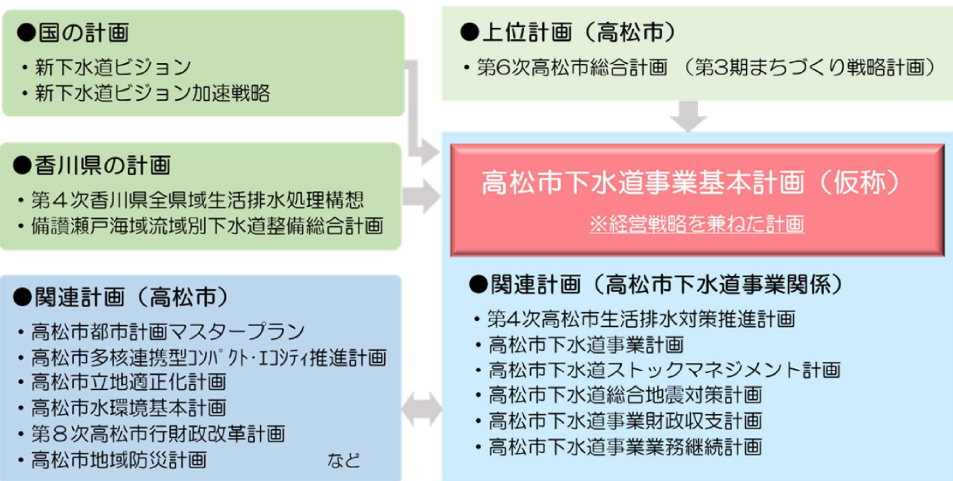 ●国の計画
・新下水道ビジョン
・新下水道ビジョン加速戦略
●上位計画（高松市）
・第6次高松市総合計画 （第3期まちづくり戦略計画）
●香川県の計画
・第４次香川県全県域生活排水処理構想
・備讃瀬戸海域流域別下水道整備総合計画
高松市下水道事業基本計画（仮称）
※経営戦略を兼ねた計画
●関連計画（高松市）
・高松市都市計画マスタープラン
・高松市多核連携型ｺﾝﾊﾟｸﾄ･ｴｺｼﾃｨ推進計画
・高松市立地適正化計画
・高松市水環境基本計画
・第８次高松市行財政改革計画
・高松市地域防災計画 など
●関連計画（高松市下水道事業関係）
・第4次高松市生活排水対策推進計画
・高松市下水道事業計画
・高松市下水道ストックマネジメント計画
・高松市下水道総合地震対策計画
・高松市下水道事業財政収支計画
・高松市下水道事業業務継続計画